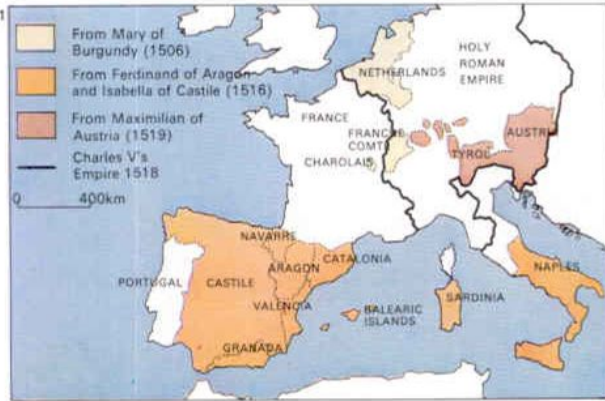 1
From Mary of
Burgundy (1506)
From Ferdinand of Aragon
and Isabella of Castile (1516)
From Maximilian of
Austria (1519)
Charles V's
Empire 1518
0 400km
HOLY
ROMAN
EMPIRE
NETHERLANDS
FRANCE
FRANCHE
COMTÉ
CHAROLAIS
AUSTRIA
TYROL
NAVARRE
CATALONIA
ARAGON
PORTUGAL
CASTILE
VALENCIA
BALEARIC
ISLANDS
SARDINIA
NAPLES
GRANADA